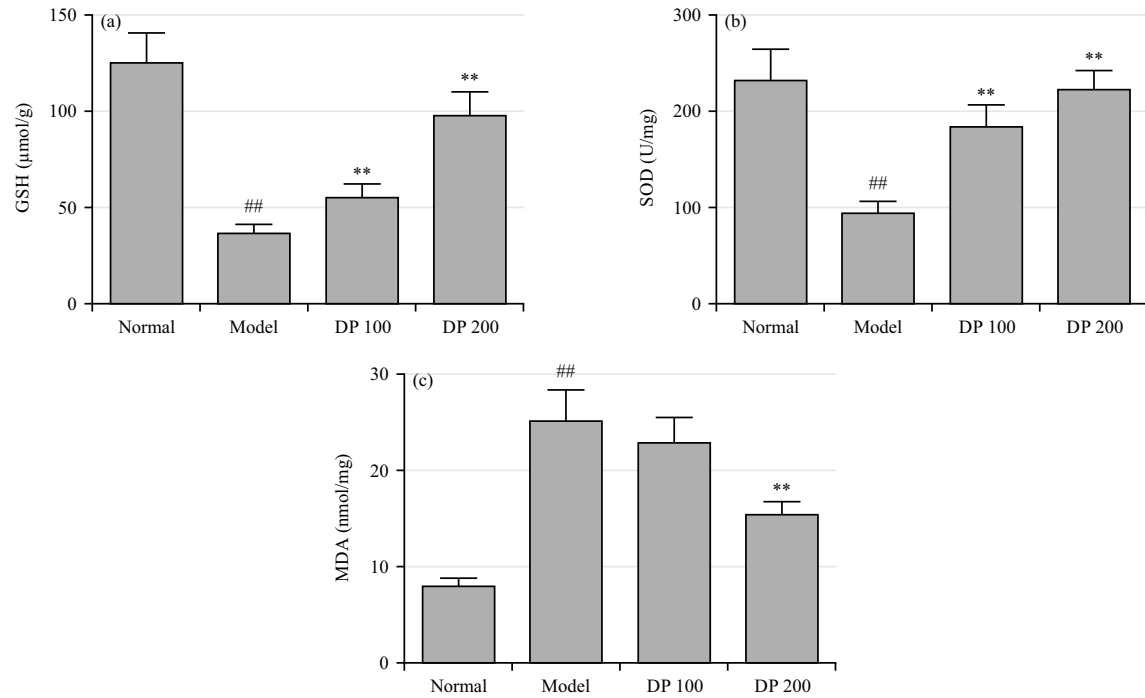 (a)
GSH (µmol/g)
150
100
50
0
##
**
**
Normal Model DP 100 DP 200
(b)
SOD (U/mg)
300
200
100
0
##
**
**
Normal Model DP 100 DP 200
(c)
MDA (nmol/mg)
30
20
10
0
##
**
Normal Model DP 100 DP 200